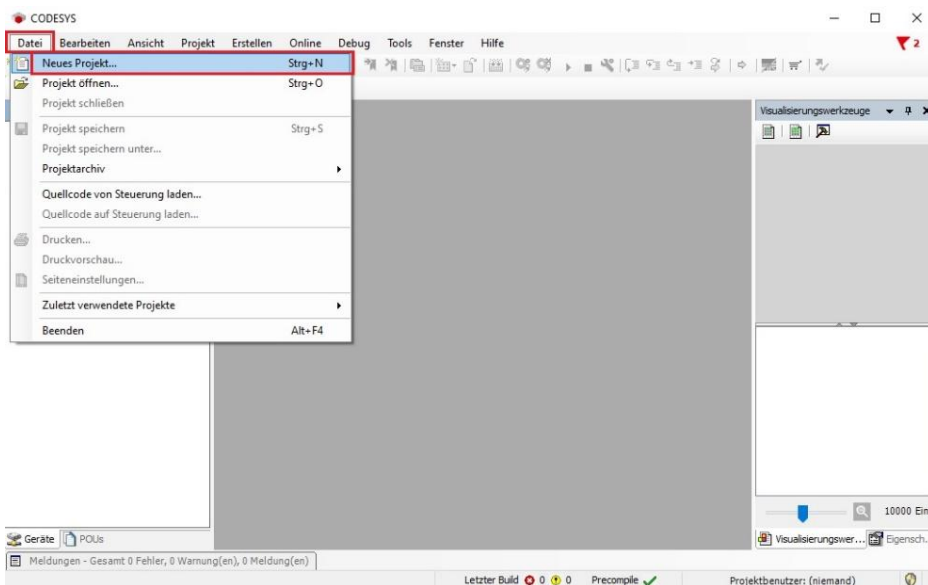 CODESYS
Datei Bearbeiten Ansicht Projekt Erstellen Online Debug Tools Fenster Hilfe
2
Neues Projekt... Strg+N
Projekt öffnen... Strg+O
Projekt schließen
Projekt speichern Strg+S
Projekt speichern unter...
Projektarchiv
Quellcode von Steuerung laden...
Quellcode auf Steuerung laden...
Drucken...
Druckvorschau...
Seiteneinstellungen...
Zuletzt verwendete Projekte
Beenden Alt+F4
Visualisierungswerkzeuge
10000 Ein
Geräte POUs
Visualisierungswer... Eigensch.
Meldungen - Gesamt 0 Fehler, 0 Warnung(en), 0 Meldung(en)
Letzter Build 0 0 Precompile Projektbenutzer: (niemand)